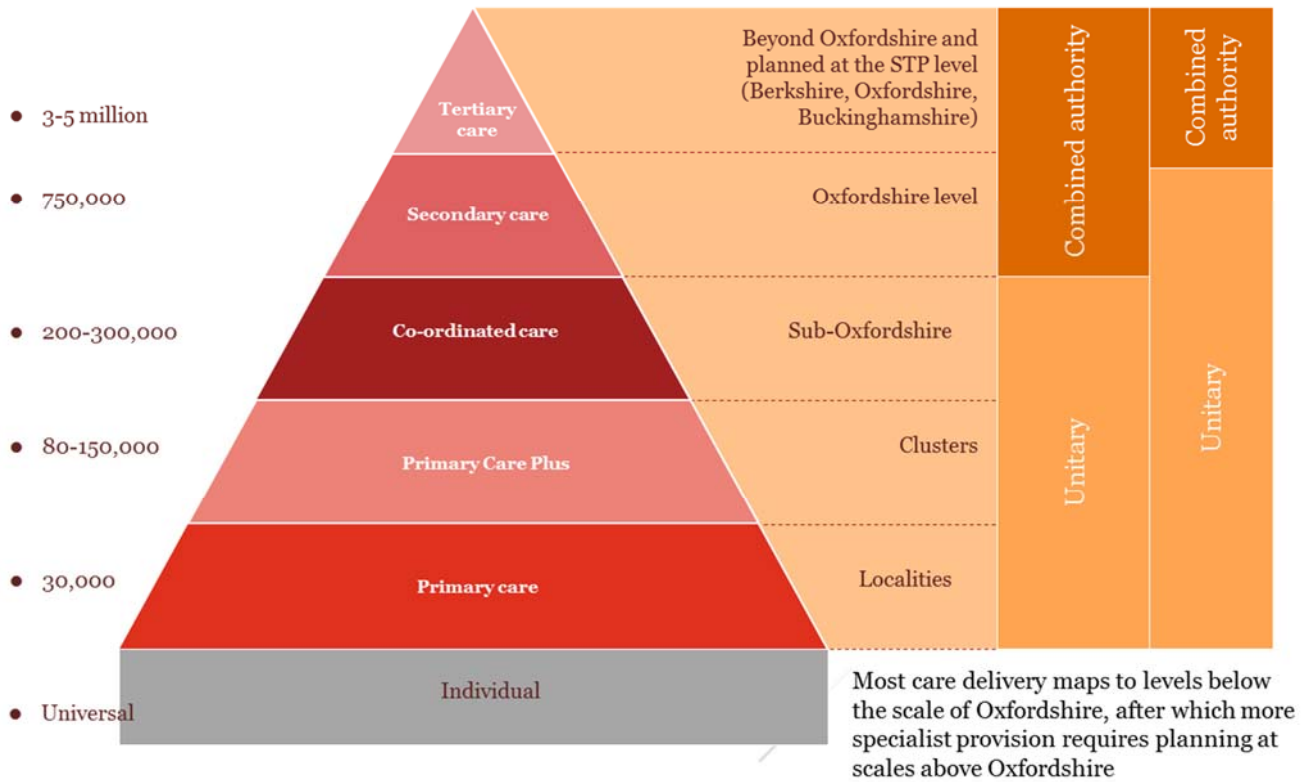 • 3-5 million
• 750,000
• 200-300,000
• 80-150,000
• 30,000
• Universal
Tertiary
care
Secondary care
Co-ordinated care
Primary Care Plus
Primary care
Individual
Beyond Oxfordshire and
planned at the STP level
(Berkshire, Oxfordshire,
Buckinghamshire)
Oxfordshire level
Sub-Oxfordshire
Clusters
Localities
Combined authority
Unitary
Combined
authority
Unitary
Most care delivery maps to levels below
the scale of Oxfordshire, after which more
specialist provision requires planning at
scales above Oxfordshire